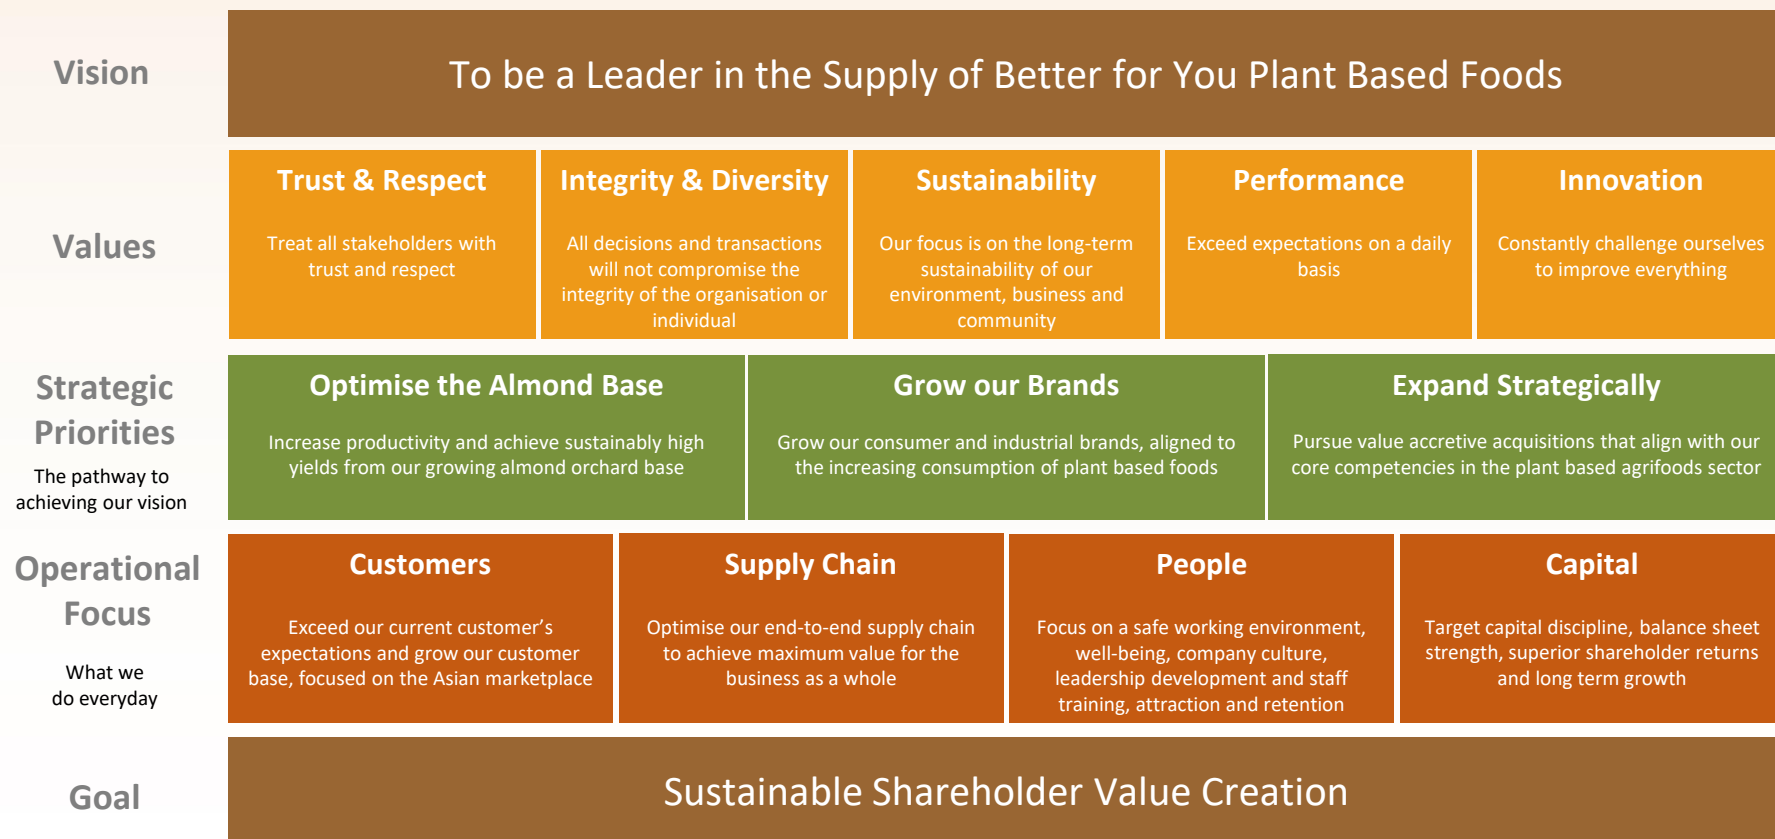 Vision
To be a Leader in the Supply of Better for You Plant Based Foods
Values
Trust & Respect
Treat all stakeholders with
trust and respect
Integrity & Diversity
All decisions and transactions
will not compromise the
integrity of the organisation or
individual
Sustainability
Our focus is on the long-term
sustainability of our
environment, business and
community
Performance
Exceed expectations on a daily
basis
Innovation
Constantly challenge ourselves
to improve everything
Strategic
Priorities
The pathway to
achieving our vision
Optimise the Almond Base
Increase productivity and achieve sustainably high
yields from our growing almond orchard base
Grow our Brands
Grow our consumer and industrial brands, aligned to
the increasing consumption of plant based foods
Expand Strategically
Pursue value accretive acquisitions that align with our
core competencies in the plant based agrifoods sector
Operational
Focus
What we
do everyday
Customers
Exceed our current customer’s
expectations and grow our customer
base, focused on the Asian marketplace
Supply Chain
Optimise our end-to-end supply chain
to achieve maximum value for the
business as a whole
People
Focus on a safe working environment,
well-being, company culture,
leadership development and staff
training, attraction and retention
Capital
Target capital discipline, balance sheet
strength, superior shareholder returns
and long term growth
Goal
Sustainable Shareholder Value Creation